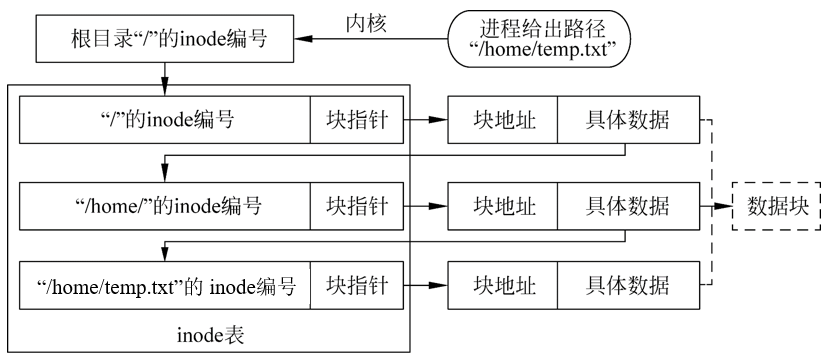 根目录“/”的inode编号
内核
进程给出路径
“/home/temp.txt”
“/”的inode编号
块指针
块地址
具体数据
“/home/”的inode编号
块指针
块地址
具体数据
数据块
“/home/temp.txt”的 inode编号
块指针
块地址
具体数据
inode表